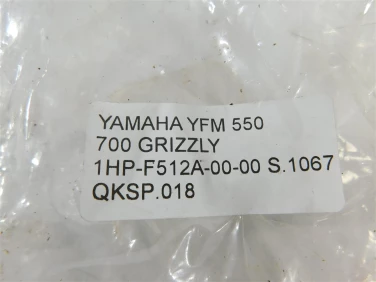 YAMAHA YFM 550
700 GRIZZLY
1HP-F512A-00-00 S.1067
QKSP.018